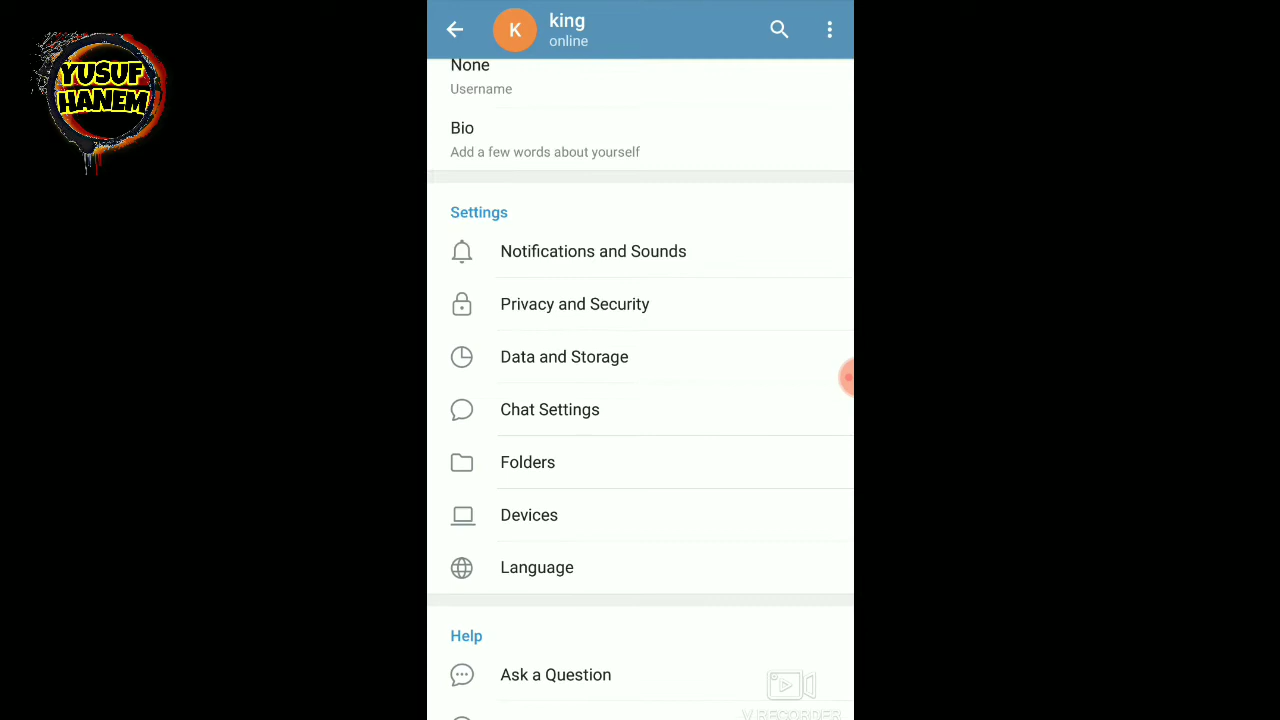 YUSUF
HANEM
K
king
online
None
Username
Bio
Add a few words about yourself
Settings
Notifications and Sounds
Privacy and Security
Data and Storage
Chat Settings
Folders
Devices
Language
Help
Ask a Question
V RECORDER